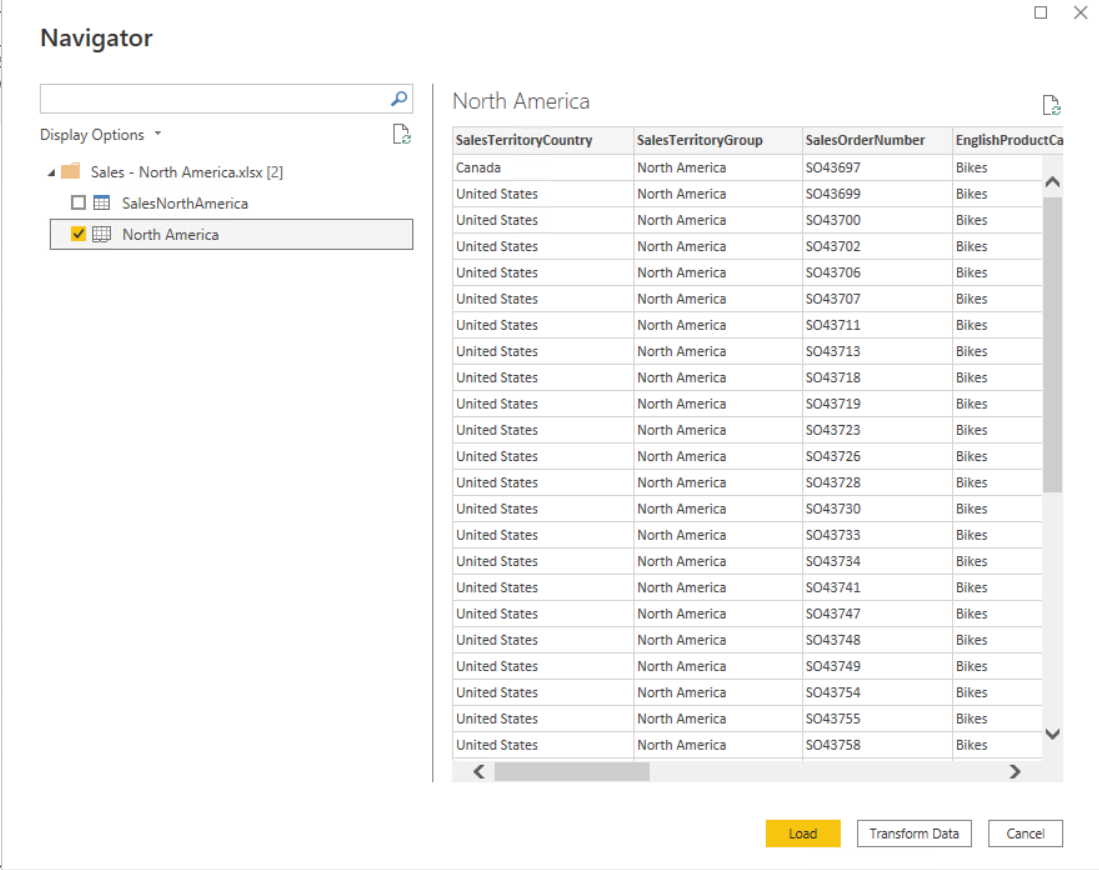 Navigator
Display Options
Sales - North America.xlsx [2]
SalesNorthAmerica
North America
North America
SalesTerritoryCountry SalesTerritoryGroup SalesOrderNumber EnglishProductCa
Canada North America SO43697 Bikes
United States North America SO43699 Bikes
United States North America SO43700 Bikes
United States North America SO43702 Bikes
United States North America SO43706 Bikes
United States North America SO43707 Bikes
United States North America SO43711 Bikes
United States North America SO43713 Bikes
United States North America SO43718 Bikes
United States North America SO43719 Bikes
United States North America SO43723 Bikes
United States North America SO43726 Bikes
United States North America SO43728 Bikes
United States North America SO43730 Bikes
United States North America SO43733 Bikes
United States North America SO43734 Bikes
United States North America SO43741 Bikes
United States North America SO43747 Bikes
United States North America SO43748 Bikes
United States North America SO43749 Bikes
United States North America SO43754 Bikes
United States North America SO43755 Bikes
United States North America SO43758 Bikes
Load Transform Data Cancel